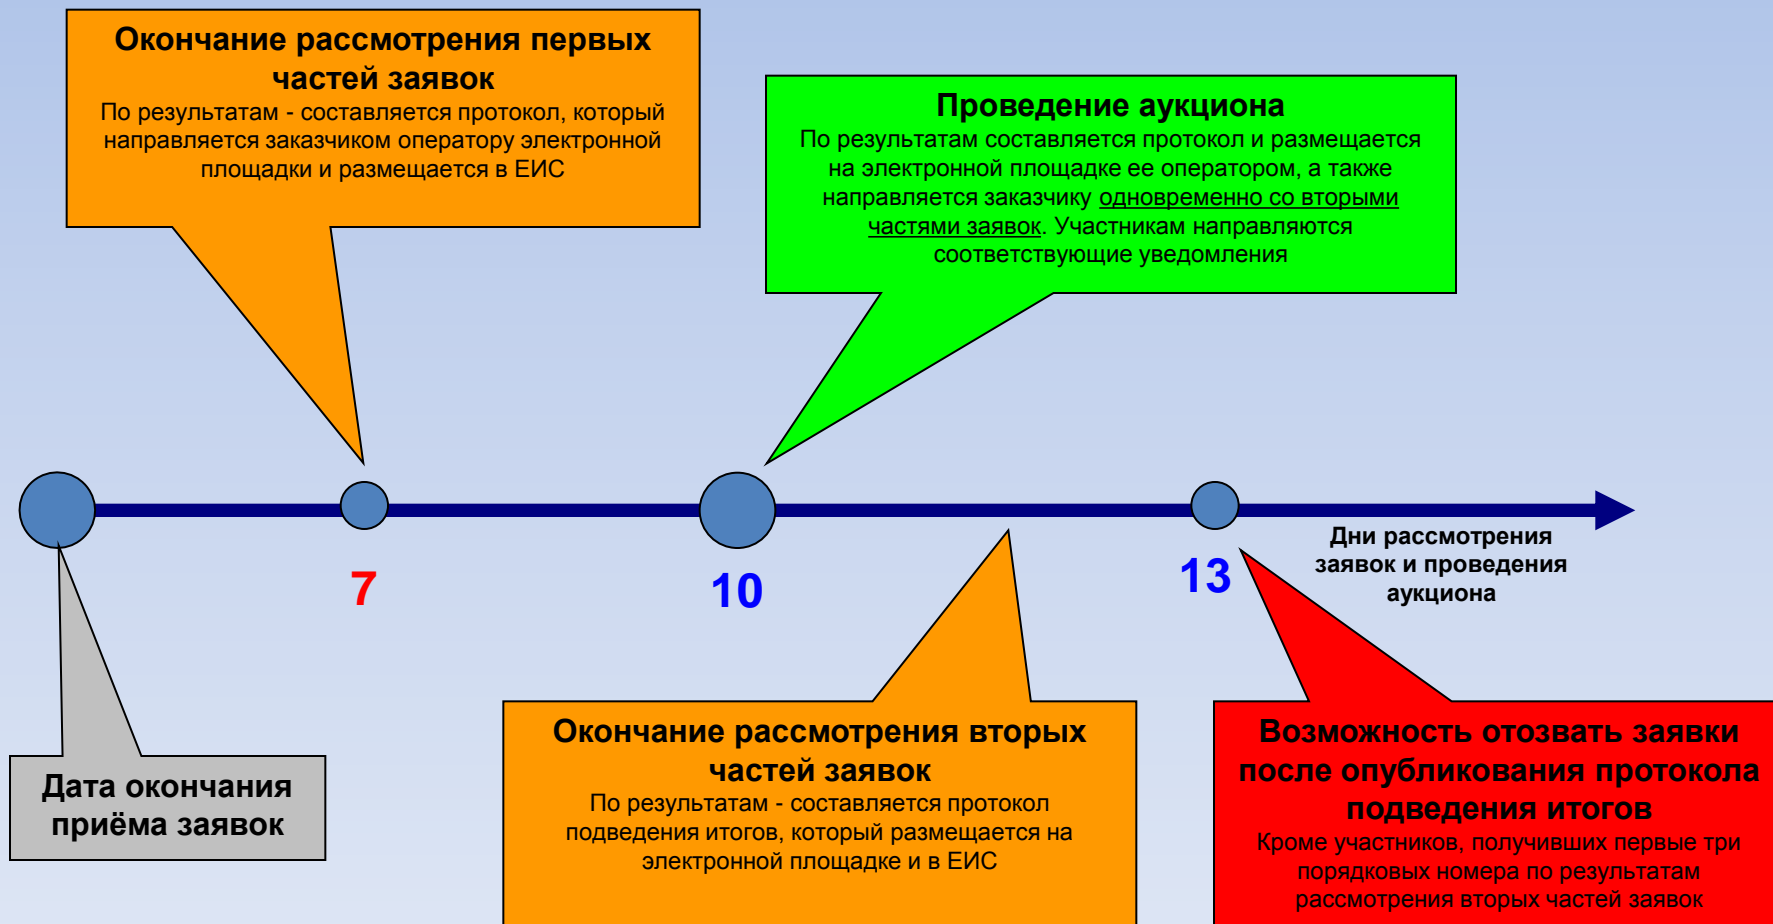 Окончание рассмотрения первых
частей заявок
По результатам - составляется протокол, который
направляется заказчиком оператору электронной
площадки и размещается в ЕИС
Проведение аукциона
По результатам составляется протокол и размещается
на электронной площадке ее оператором, а также
направляется заказчику одновременно со вторыми
частями заявок. Участникам направляются
соответствующие уведомления
7
10
13
Дни рассмотрения
заявок и проведения
аукциона
Дата окончания
приёма заявок
Окончание рассмотрения вторых
частей заявок
По результатам - составляется протокол
подведения итогов, который размещается на
электронной площадке и в ЕИС
Возможность отозвать заявки
после опубликования протокола
подведения итогов
Кроме участников, получивших первые три
порядковых номера по результатам
рассмотрения вторых частей заявок